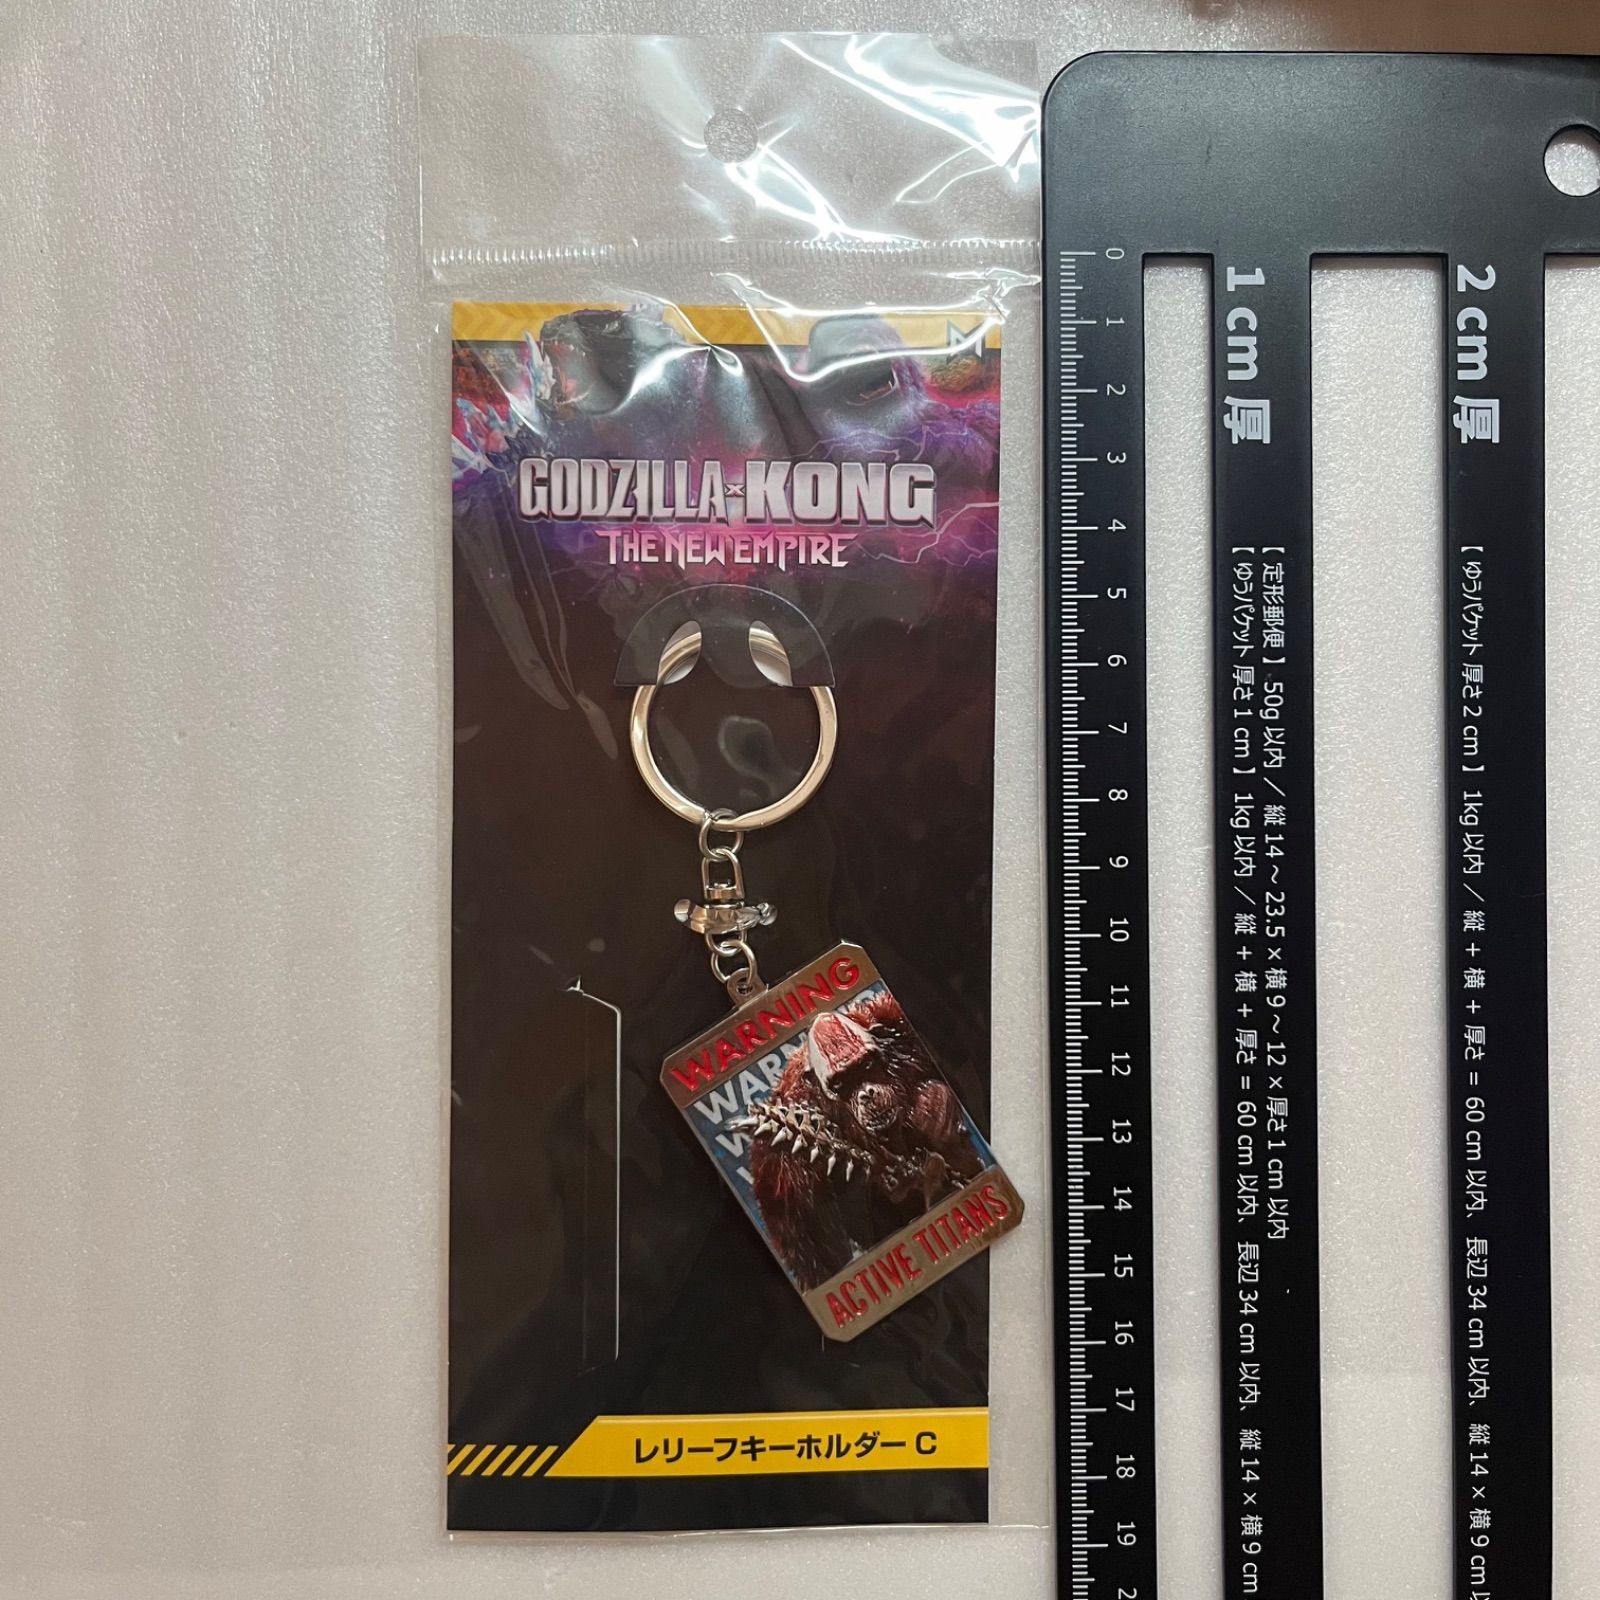 GODZILLA x KONG
THE NEW EMPIRE
WARNING
WARNING
WAR
W
ACTIVE TITANS
レリーフキーホルダー C
0
1
2
3
4
5
6
7
8
9
10
11
12
13
14
15
16
17
18
19
2
1 cm 厚
【 定形郵便 】 50g 以内 / 縦 14～23.5 × 横 9～12 × 厚さ 1 cm 以内
【 ゆうパケット 厚さ 1 cm 】 1kg 以内 / 縦 + 横 + 厚さ = 60 cm 以内、長辺 34 cm 以内、縦 14 × 横 9 cm
2 cm 厚
【 ゆうパケット 厚さ 2 cm 】 1kg 以内 / 縦 + 横 + 厚さ = 60 cm 以内、長辺 34 cm 以内、縦 14 × 横 9 cm 以